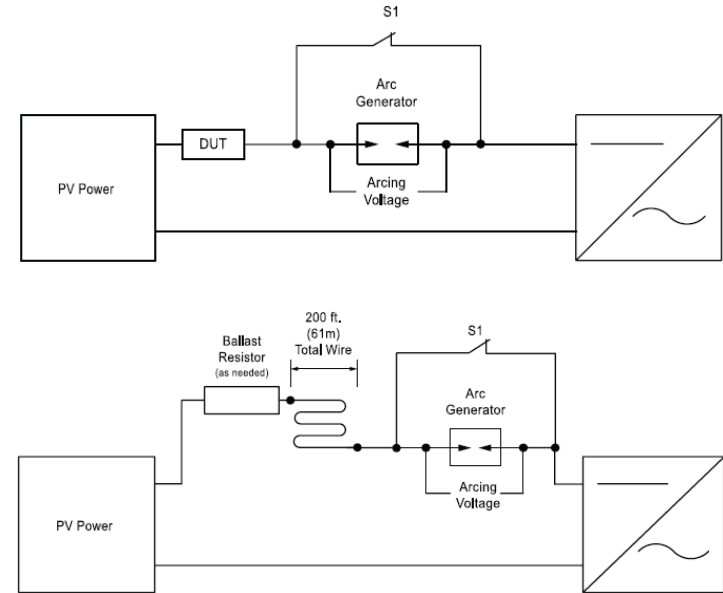 S1
Arc
Generator
DUT
PV Power
Arcing
Voltage
200 ft.
(61m)
Total Wire
Ballast
Resistor
(as needed)
S1
Arc
Generator
Arcing
Voltage
PV Power